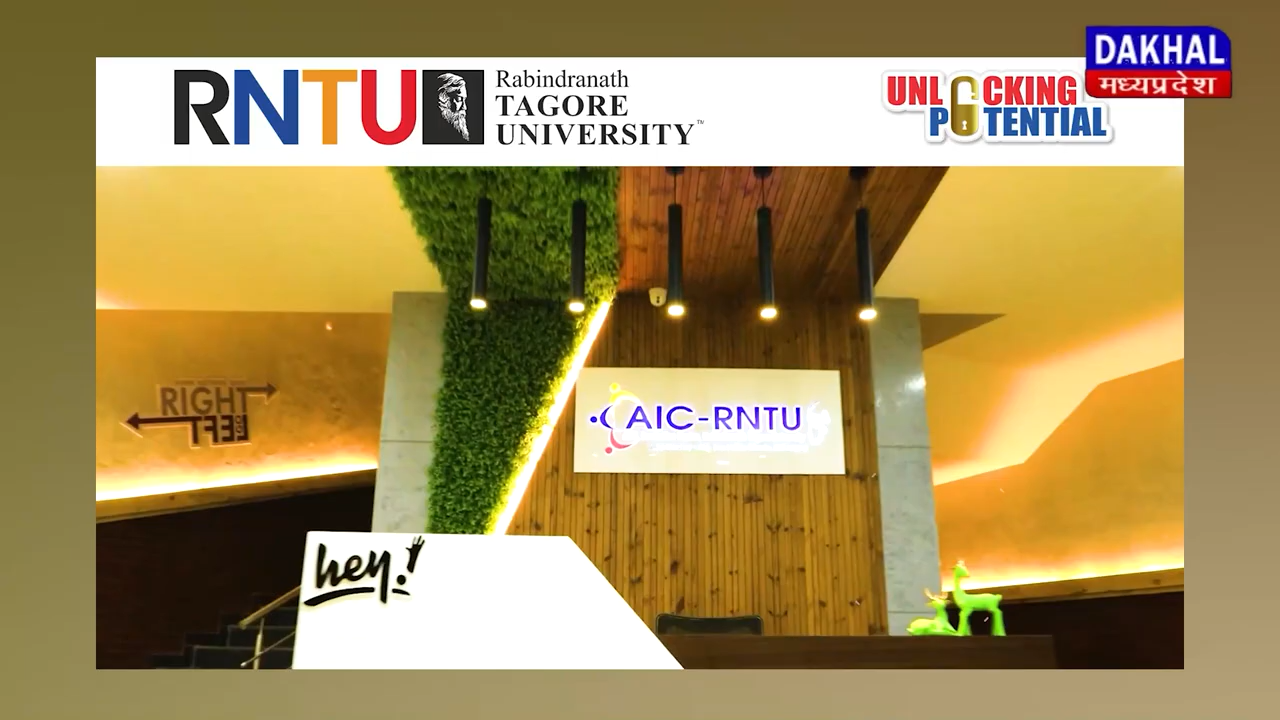 RNTU
Rabindranath
TAGORE
UNIVERSITY™
UNLOCKING
POTENTIAL
DAKHAL
मध्यप्रदेश
RIGHT
LEFT
AIC-RNTU
hey!